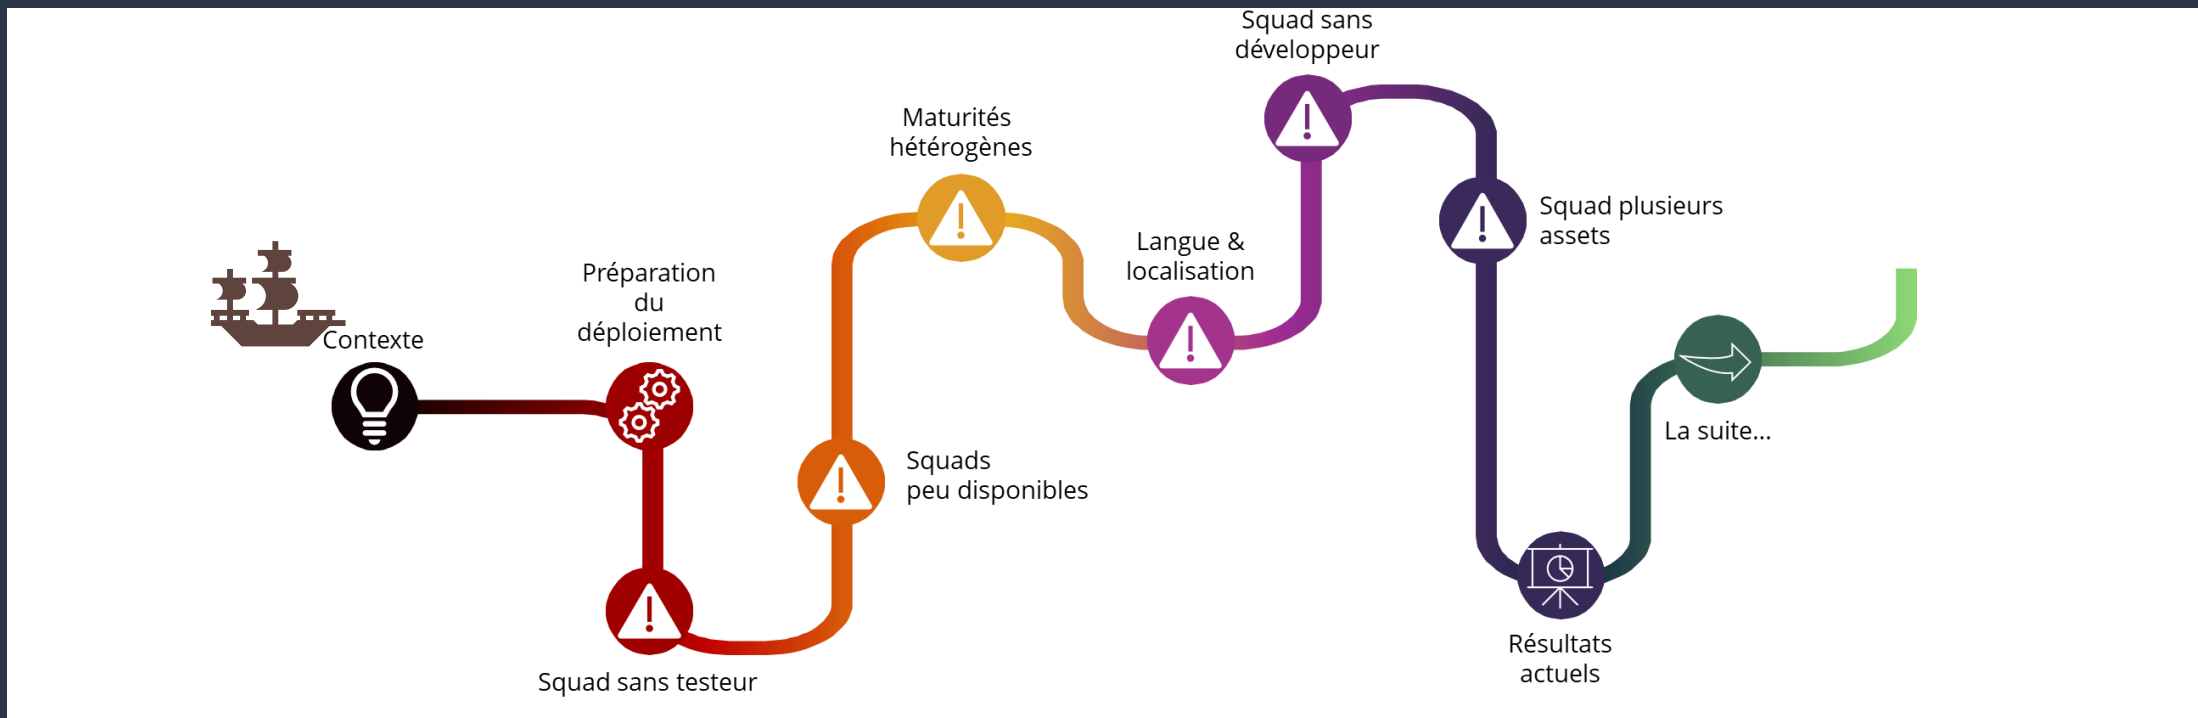 Contexte
Préparation
du
déploiement
Squad sans testeur
Squads
peu disponibles
Maturités
hétérogènes
Langue &
localisation
Squad sans
développeur
Squad plusieurs
assets
Résultats
actuels
La suite...